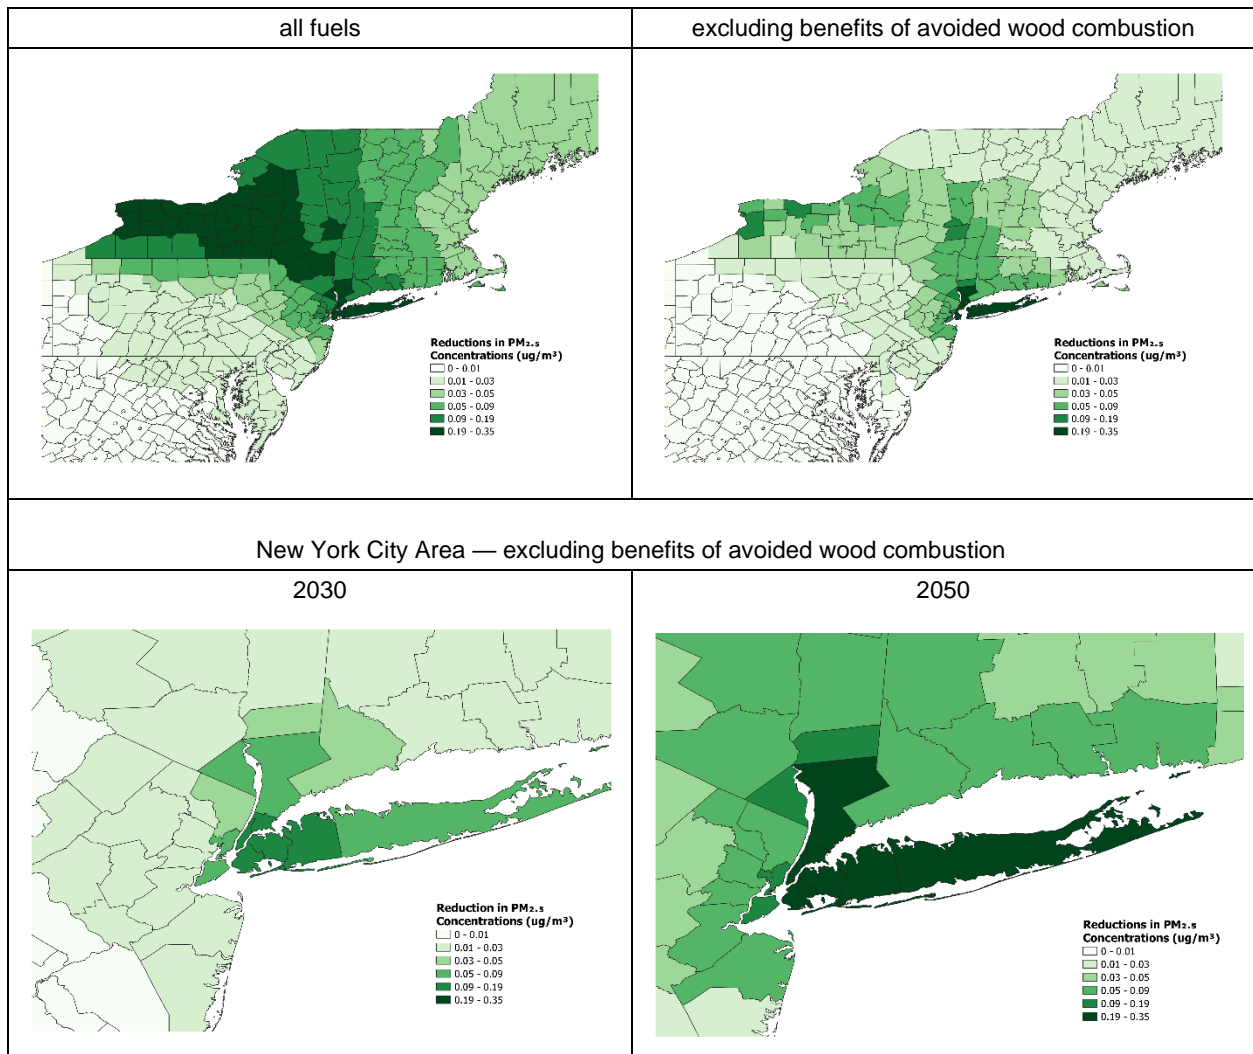 all fuels
excluding benefits of avoided wood combustion
Reductions in PM₂.₅
Concentrations (ug/m³)
0 - 0.01
0.01 - 0.03
0.03 - 0.05
0.05 - 0.09
0.09 - 0.19
0.19 - 0.35
Reductions in PM₂.₅
Concentrations (ug/m³)
0 - 0.01
0.01 - 0.03
0.03 - 0.05
0.05 - 0.09
0.09 - 0.19
0.19 - 0.35
New York City Area — excluding benefits of avoided wood combustion
2030
2050
Reduction in PM₂.₅
Concentrations (ug/m³)
0 - 0.01
0.01 - 0.03
0.03 - 0.05
0.05 - 0.09
0.09 - 0.19
0.19 - 0.35
Reductions in PM₂.₅
Concentrations (ug/m³)
0 - 0.01
0.01 - 0.03
0.03 - 0.05
0.05 - 0.09
0.09 - 0.19
0.19 - 0.35